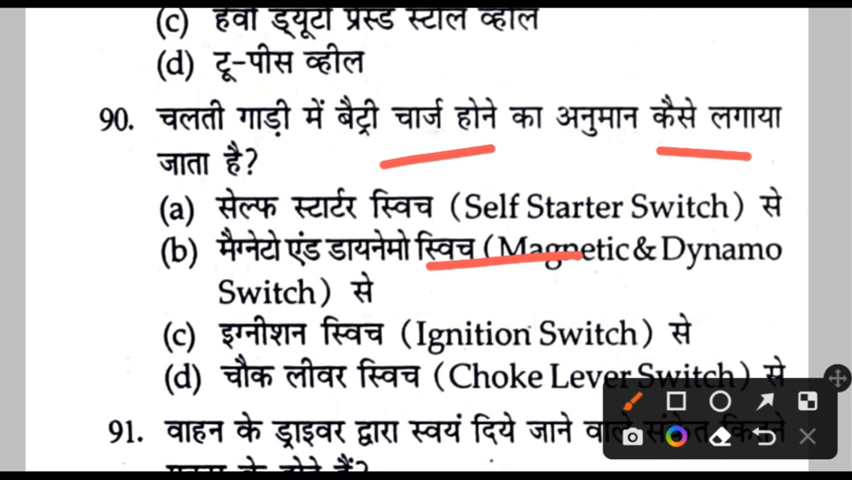 (c) हैवी ड्यूटी प्रेस्ड स्टील व्हील
(d) टू-पीस व्हील
90. चलती गाड़ी में बैट्री चार्ज होने का अनुमान कैसे लगाया
जाता है?
(a) सेल्फ स्टार्टर स्विच (Self Starter Switch) से
(b) मैग्नेटो एंड डायनेमो स्विच (Magnetic & Dynamo
Switch) से
(c) इग्नीशन स्विच (Ignition Switch) से
(d) चौक लीवर स्विच (Choke Lever Switch) से
91. वाहन के ड्राइवर द्वारा स्वयं दिये जाने वाले संकेत कितने